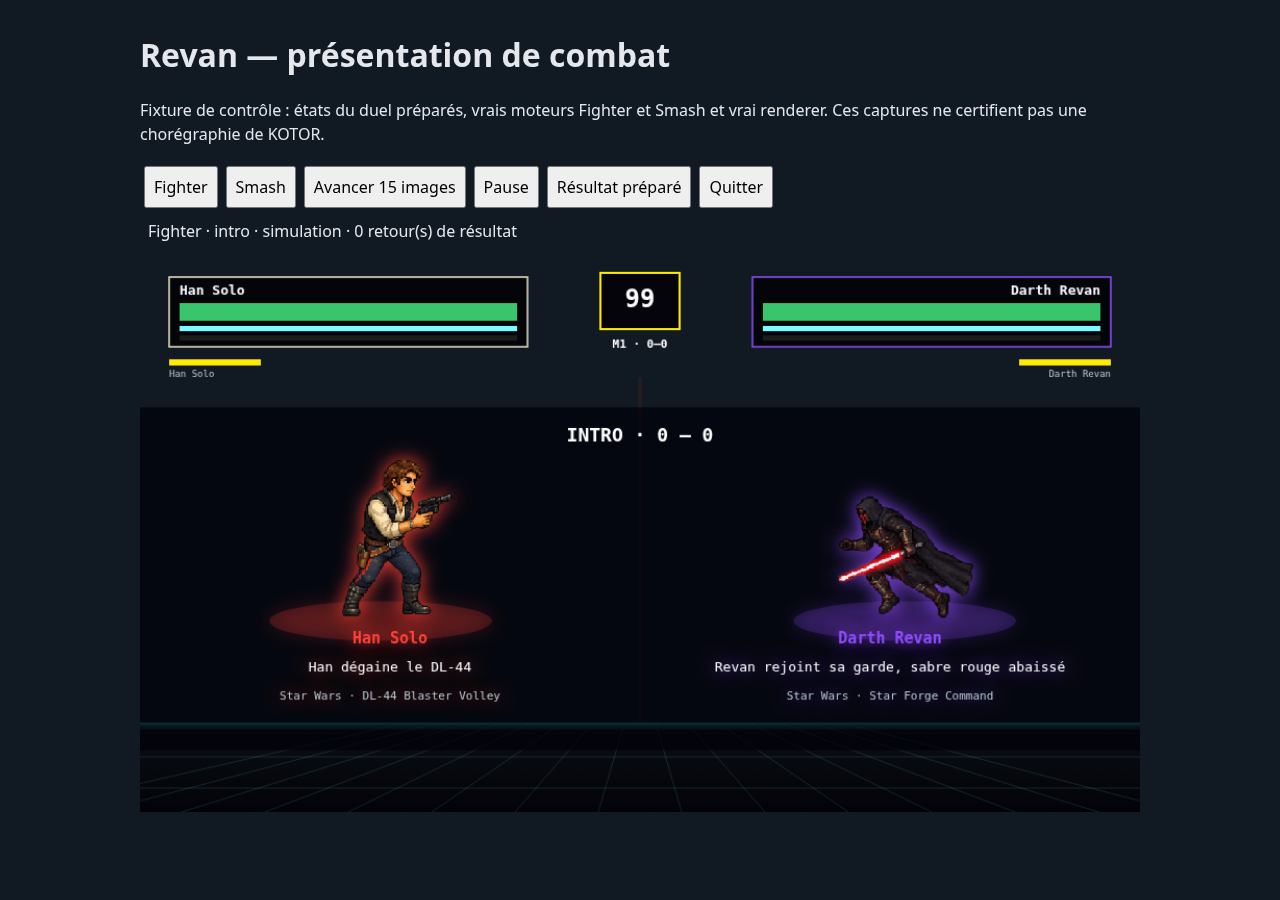 Revan — présentation de combat
Fixture de contrôle : états du duel préparés, vrais moteurs Fighter et Smash et vrai renderer. Ces captures ne certifient pas une
chorégraphie de KOTOR.
Fighter Smash Avancer 15 images Pause Résultat préparé Quitter
Fighter · intro · simulation · 0 retour(s) de résultat
Han Solo 99 Darth Revan
M1 · 0—0
Han Solo Darth Revan
INTRO · 0 — 0
Han Solo Darth Revan
Han dégaine le DL-44 Revan rejoint sa garde, sabre rouge abaissé
Star Wars · DL-44 Blaster Volley Star Wars · Star Forge Command